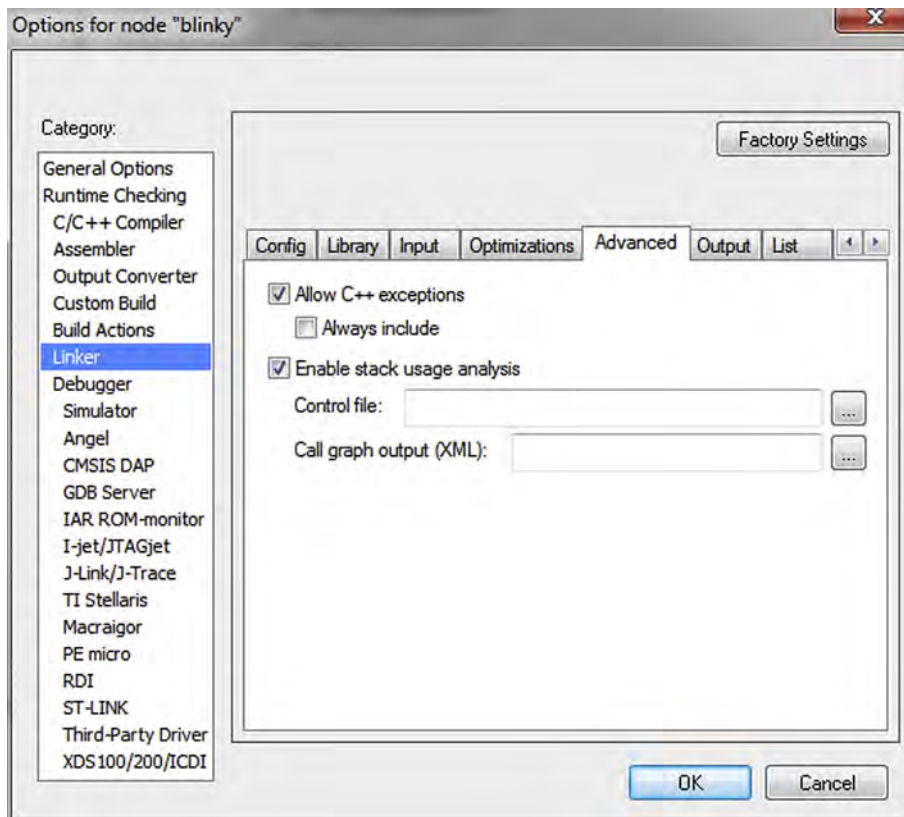 Options for node "blinky"
x
Category:
General Options
Runtime Checking
C/C++ Compiler
Assembler
Output Converter
Custom Build
Build Actions
Linker
Debugger
Simulator
Angel
CMSIS DAP
GDB Server
IAR ROM-monitor
I-jet/JTAGjet
J-Link/J-Trace
TI Stellaris
Macraigor
PE micro
RDI
ST-LINK
Third-Party Driver
XDS100/200/ICDI
Factory Settings
Config Library Input Optimizations Advanced Output List
Allow C++ exceptions
Always include
Enable stack usage analysis
Control file: ...
Call graph output (XML): ...
OK Cancel